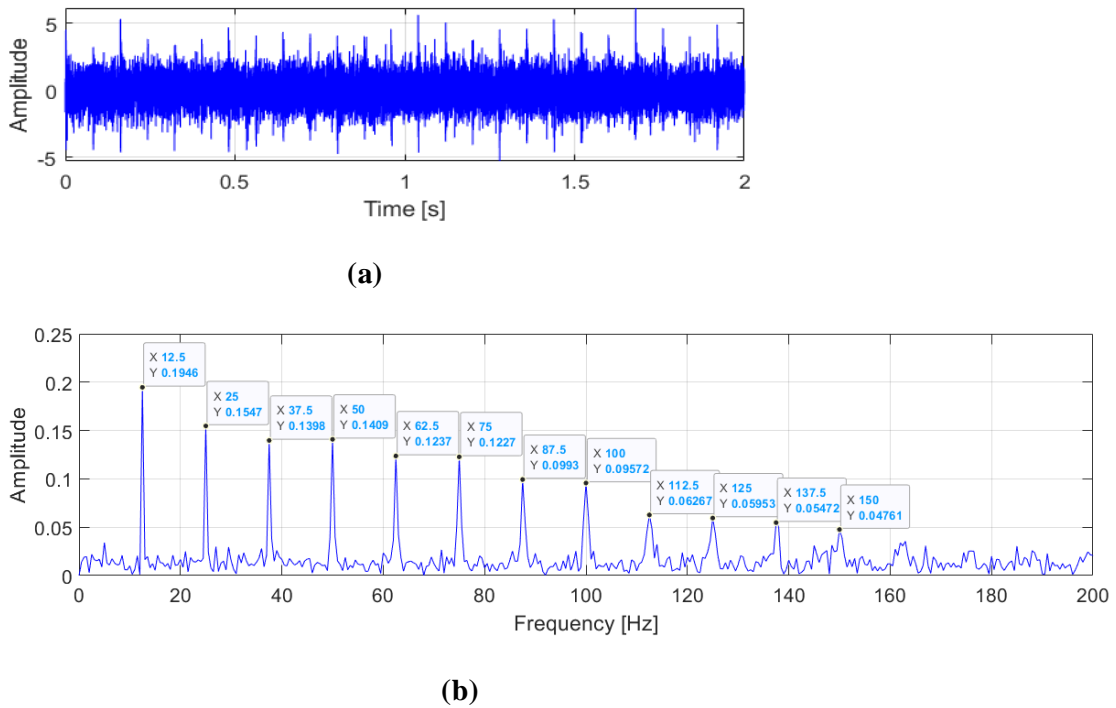 5
0
-5
Amplitude
0 0.5 1 1.5 2
Time [s]
(a)
0.25
0.2
0.15
0.1
0.05
0
Amplitude
X 12.5
Y 0.1946
X 25
Y 0.1547
X 37.5
Y 0.1398
X 50
Y 0.1409
X 62.5
Y 0.1237
X 75
Y 0.1227
X 87.5
Y 0.0993
X 100
Y 0.09572
X 112.5
Y 0.06267
X 125
Y 0.05953
X 137.5
Y 0.05472
X 150
Y 0.04761
0 20 40 60 80 100 120 140 160 180 200
Frequency [Hz]
(b)